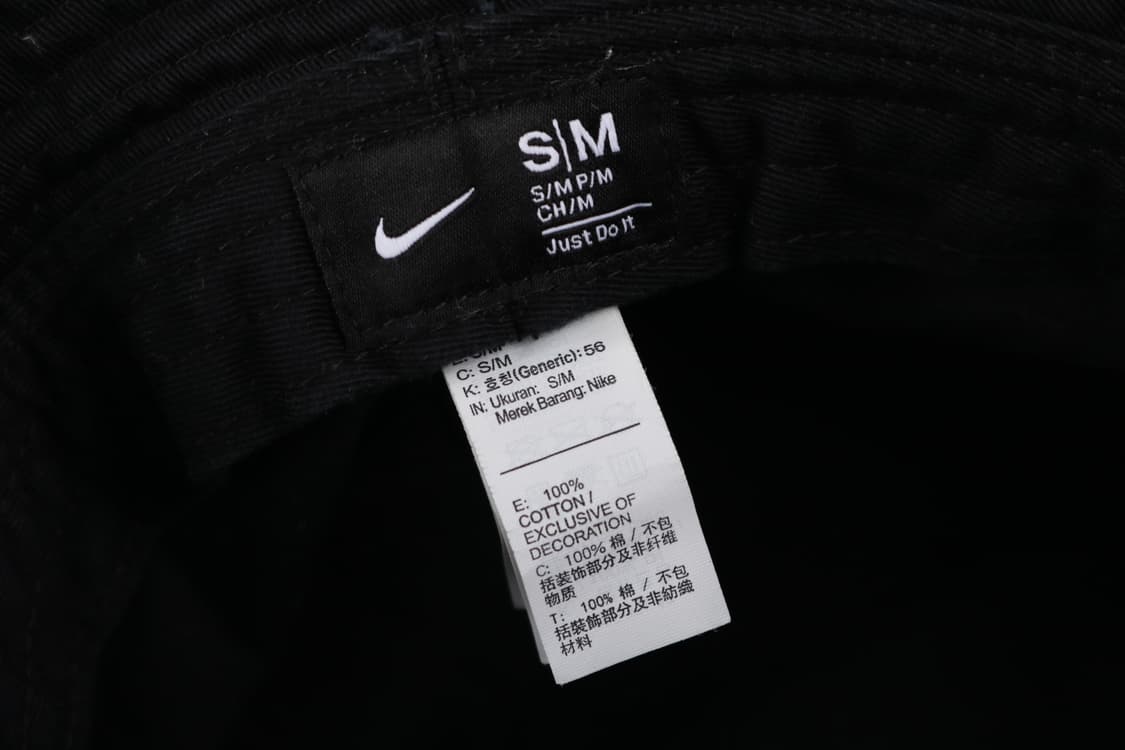 S|M
S/M P/M
CH/M
Just Do It
E: S/M
C: S/M
K: 호칭(Generic): 56
IN: Ukuran: S/M
Merek Barang: Nike
E: 100%
COTTON /
EXCLUSIVE OF
DECORATION
C: 100% 棉 / 不包
括装饰部分及非纤维
物质
T: 100% 棉 / 不包
括裝飾部分及非紡織
材料